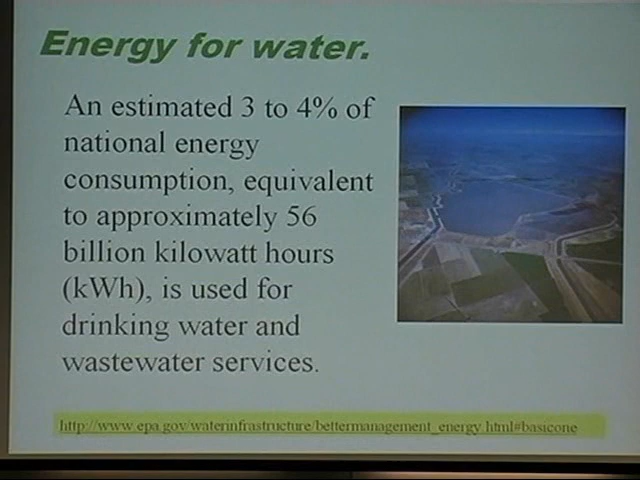 Energy for water.
An estimated 3 to 4% of
national energy
consumption, equivalent
to approximately 56
billion kilowatt hours
(kWh), is used for
drinking water and
wastewater services.
http://www.epa.gov/waterinfrastructure/bettermanagement_energy.html#basicone